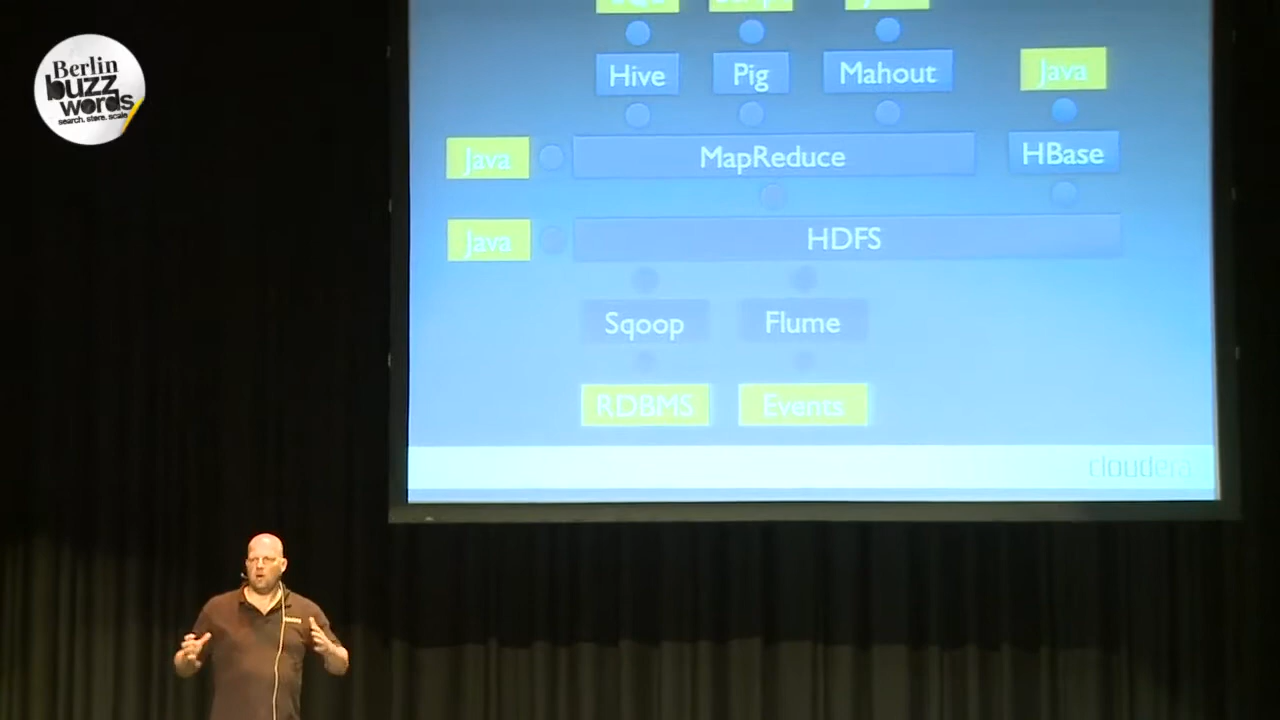 Berlin
buzz
words
search. store. scale
Hive
Pig
Mahout
Java
Java
MapReduce
HBase
Java
HDFS
Sqoop
Flume
RDBMS
Events
cloudera